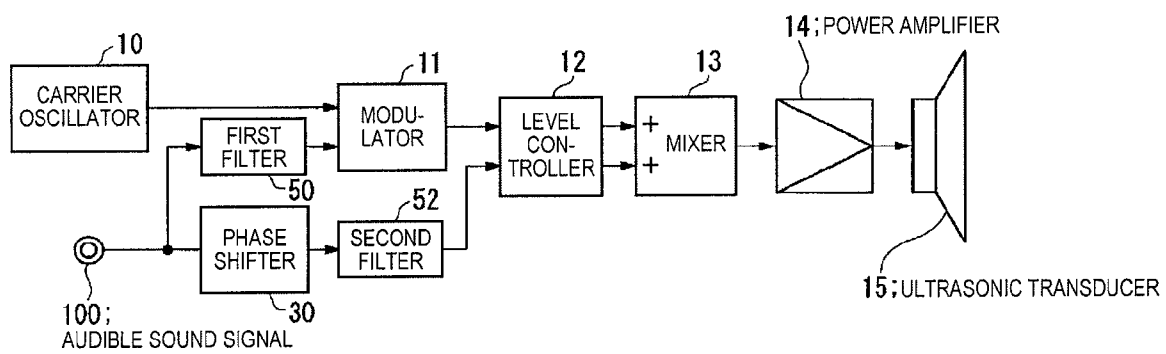 10
CARRIER
OSCILLATOR
11
MODU-
LATOR
FIRST
FILTER
50
12
LEVEL
CON-
TROLLER
13
+
+
MIXER
14;POWER AMPLIFIER
52
PHASE
SHIFTER
30
SECOND
FILTER
100;
AUDIBLE SOUND SIGNAL
15;ULTRASONIC TRANSDUCER